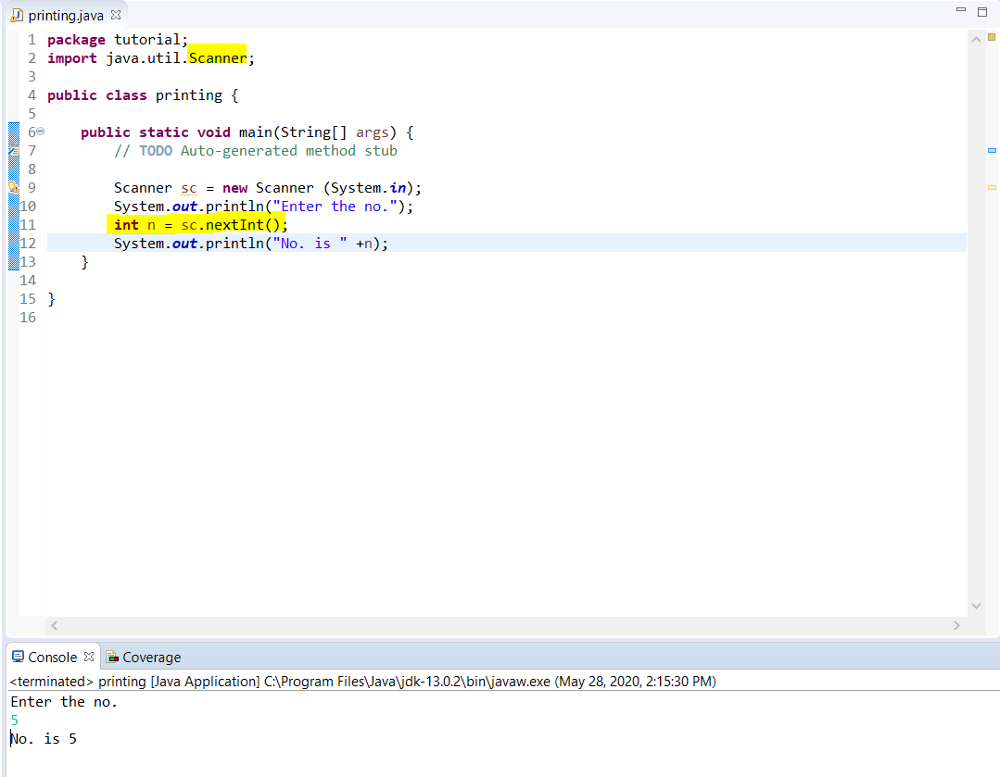 printing.java
1 package tutorial;
2 import java.util.Scanner;
3
4 public class printing {
5
6 public static void main(String[] args) {
7 // TODO Auto-generated method stub
8
9 Scanner sc = new Scanner (System.in);
10 System.out.println("Enter the no.");
11 int n = sc.nextInt();
12 System.out.println("No. is " +n);
13 }
14
15 }
16
Console Coverage
<terminated> printing [Java Application] C:\Program Files\Java\jdk-13.0.2\bin\javaw.exe (May 28, 2020, 2:15:30 PM)
Enter the no.
5
No. is 5